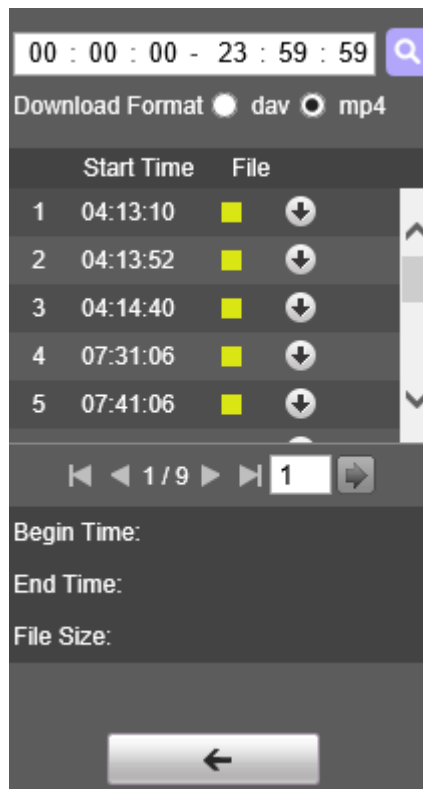 00 : 00 : 00 - 23 : 59 : 59
Download Format dav mp4
Start Time File
1 04:13:10
2 04:13:52
3 04:14:40
4 07:31:06
5 07:41:06
1 / 9 1
Begin Time:
End Time:
File Size: